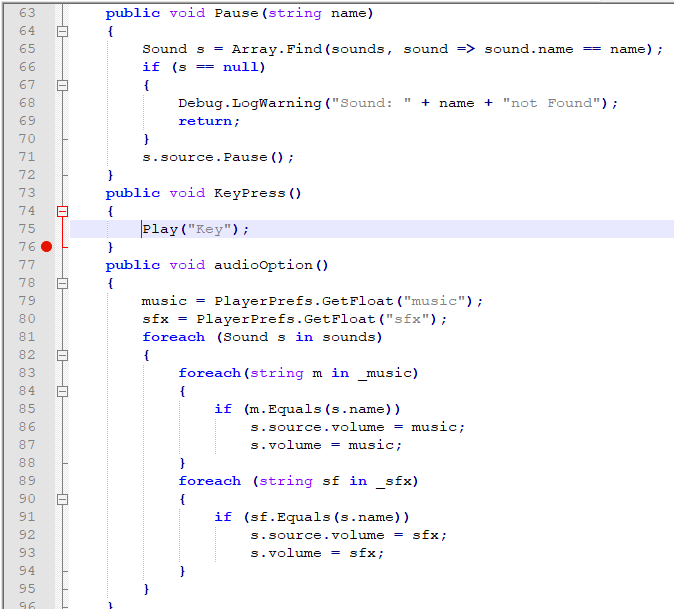 63 public void Pause(string name)
64 {
65 Sound s = Array.Find(sounds, sound => sound.name == name);
66 if (s == null)
67 {
68 Debug.LogWarning("Sound: " + name + "not Found");
69 return;
70 }
71 s.source.Pause();
72 }
73 public void KeyPress()
74 {
75 Play("Key");
76 }
77 public void audioOption()
78 {
79 music = PlayerPrefs.GetFloat("music");
80 sfx = PlayerPrefs.GetFloat("sfx");
81 foreach (Sound s in sounds)
82 {
83 foreach(string m in _music)
84 {
85 if (m.Equals(s.name))
86 s.source.volume = music;
87 s.volume = music;
88 }
89 foreach (string sf in _sfx)
90 {
91 if (sf.Equals(s.name))
92 s.source.volume = sfx;
93 s.volume = sfx;
94 }
95 }
96 }